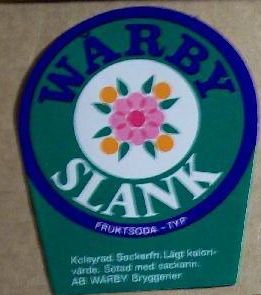 WÅRBY
SLANK
FRUKTSODA - TYP
Kolsyrad. Sockerfri. Lågt kalori-
värde. Sötad med sackarin.
AB WÅRBY Bryggerier